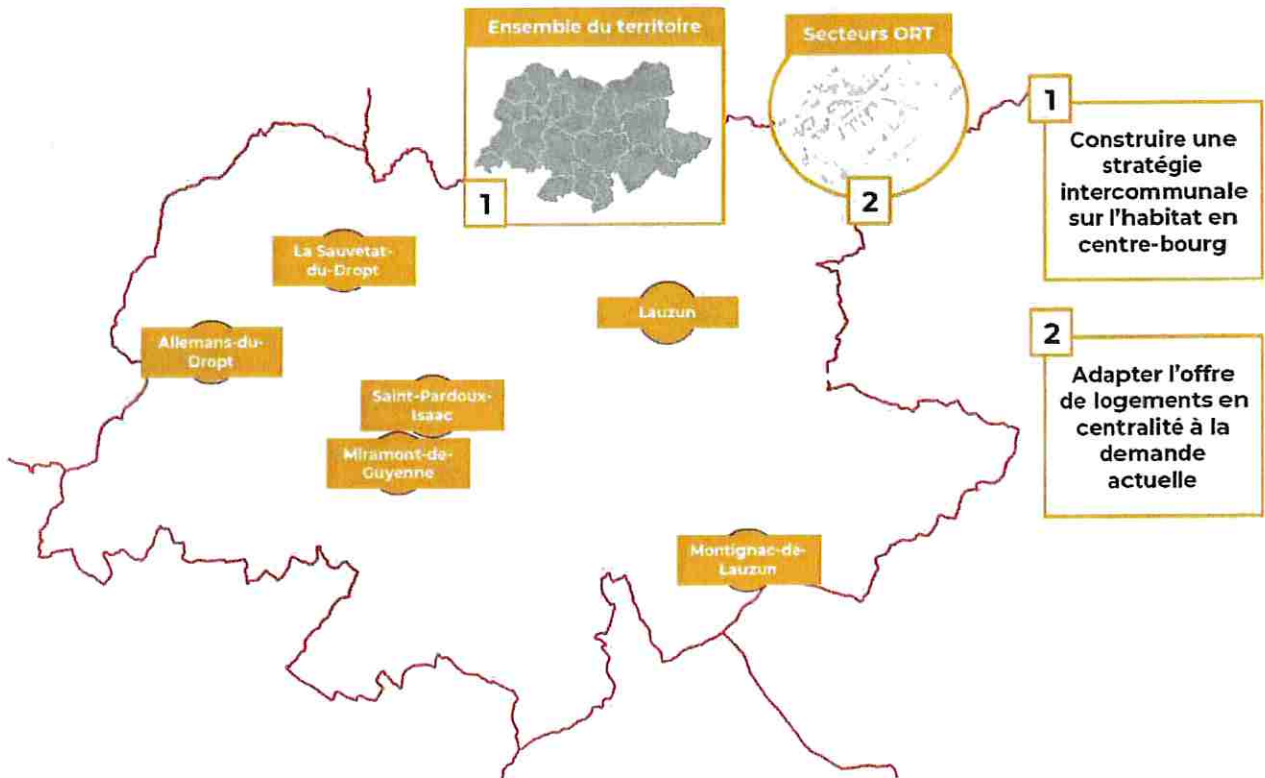 Ensemble du territoire
1
Secteurs ORT
2
1
Construire une
stratégie
intercommunale
sur l'habitat en
centre-bourg
La Sauvetat-
du-Dropt
Lauzun
Allemans-du-
Dropt
Saint-Pardoux-
Isaac
Miramont-de-
Guyenne
2
Adapter l'offre
de logements en
centralité à la
demande
actuelle
Montignac-de-
Lauzun